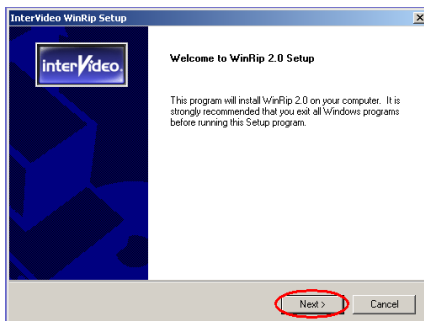 InterVideo WinRip Setup
interVideo.
Welcome to WinRip 2.0 Setup
This program will install WinRip 2.0 on your computer. It is
strongly recommended that you exit all Windows programs
before running this Setup program.
Next >
Cancel